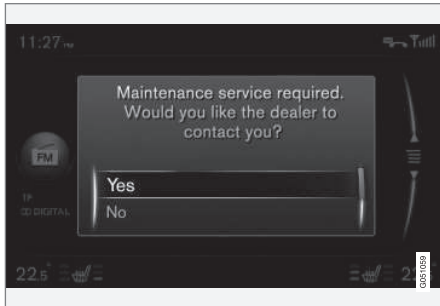 11:27 PM
Maintenance service required.
Would you like the dealer to
contact you?
FM
Yes
TP
DIGITAL
No
22.5
G051059